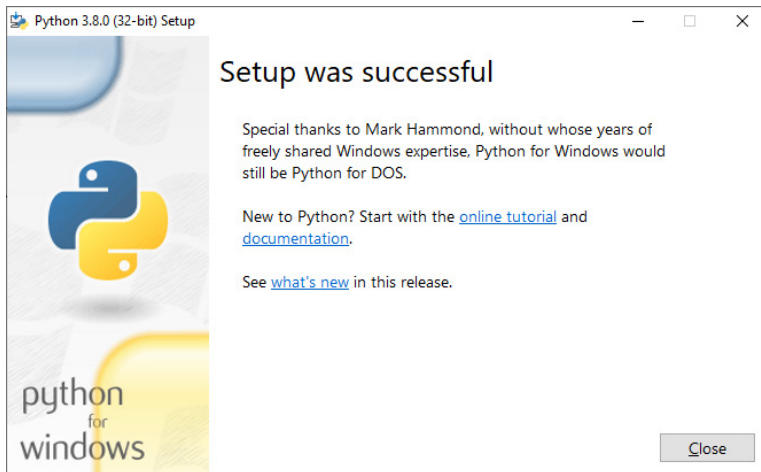 Python 3.8.0 (32-bit) Setup
Setup was successful
Special thanks to Mark Hammond, without whose years of
freely shared Windows expertise, Python for Windows would
still be Python for DOS.
New to Python? Start with the online tutorial and
documentation.
See what's new in this release.
python
for
windows
Close